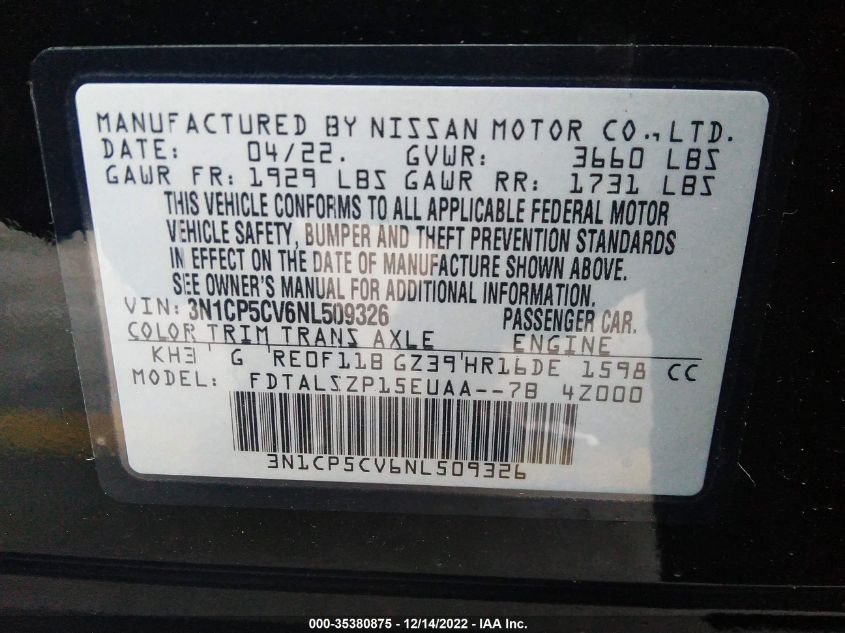 MANUFACTURED BY NISSAN MOTOR CO.,LTD.
DATE: 04/22. GVWR: 3660 LBS
GAWR FR: 1929 LBS GAWR RR: 1731 LBS
THIS VEHICLE CONFORMS TO ALL APPLICABLE FEDERAL MOTOR
VEHICLE SAFETY, BUMPER AND THEFT PREVENTION STANDARDS
IN EFFECT ON THE DATE OF MANUFACTURE SHOWN ABOVE.
SEE OWNER'S MANUAL FOR ADDITIONAL INFORMATION.
VIN: 3N1CP5CV6NL509326 PASSENGER CAR.
COLOR TRIM TRANS AXLE ENGINE
KH3 G RE0F11B GZ39 HR16DE 1598 CC
MODEL: FDTALSZP15EUAA--7B 4Z000
3N1CP5CV6NL509326
000-35380875 - 12/14/2022 - IAA Inc.